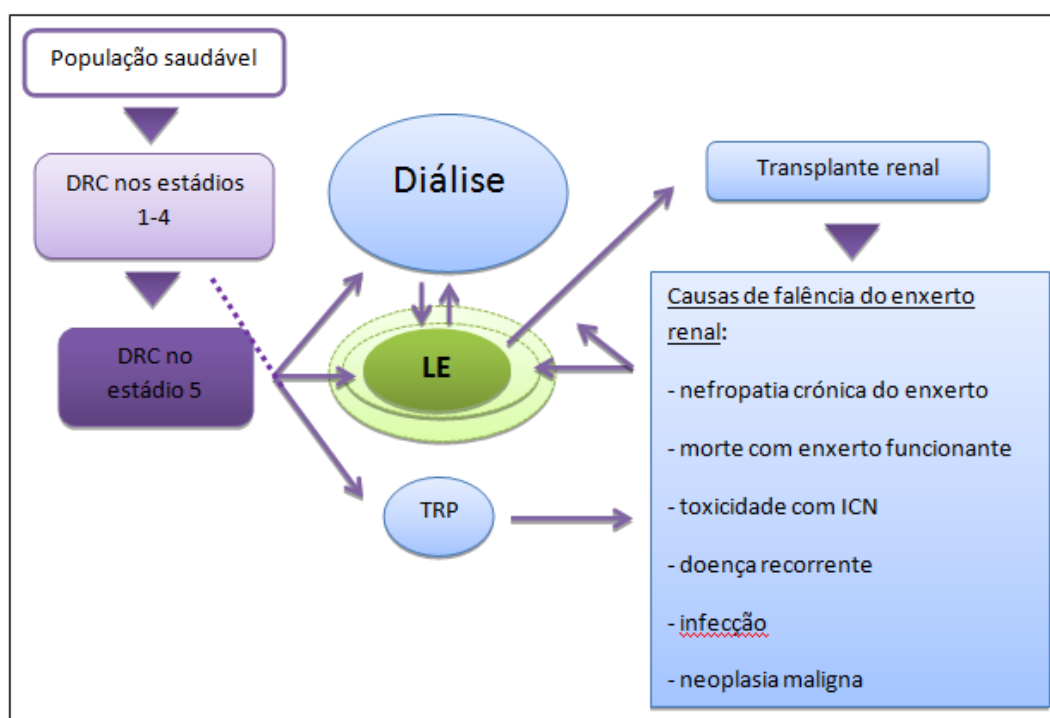 População saudável
DRC nos estádios
1-4
DRC no
estádio 5
Diálise
LE
TRP
Transplante renal
Causas de falência do enxerto
renal:
- nefropatia crónica do enxerto
- morte com enxerto funcionante
- toxicidade com ICN
- doença recorrente
- infecção
- neoplasia maligna